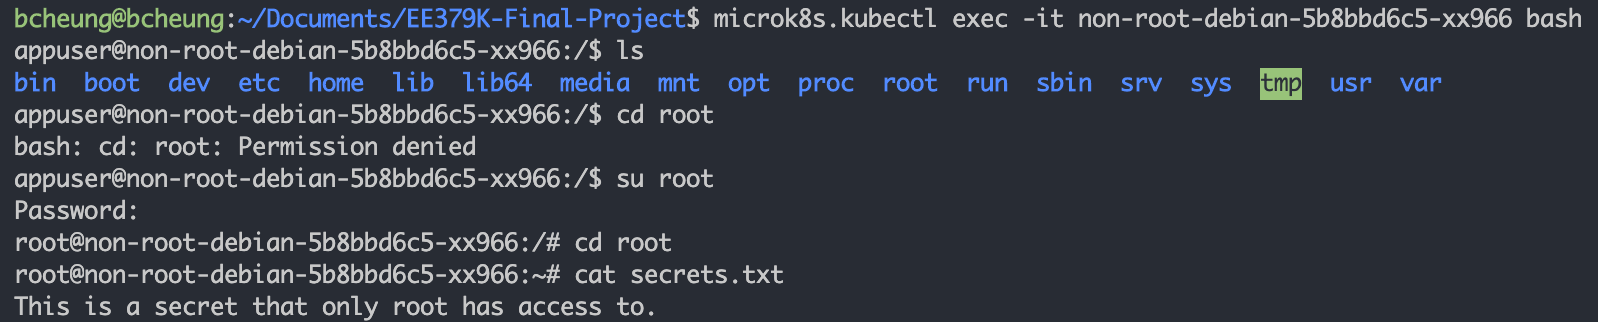 bcheung@bcheung:~/Documents/EE379K-Final-Project$ microk8s.kubectl exec -it non-root-debian-5b8bbd6c5-xx966 bash
appuser@non-root-debian-5b8bbd6c5-xx966:/$ ls
bin boot dev etc home lib lib64 media mnt opt proc root run sbin srv sys tmp usr var
appuser@non-root-debian-5b8bbd6c5-xx966:/$ cd root
bash: cd: root: Permission denied
appuser@non-root-debian-5b8bbd6c5-xx966:/$ su root
Password:
root@non-root-debian-5b8bbd6c5-xx966:/# cd root
root@non-root-debian-5b8bbd6c5-xx966:~# cat secrets.txt
This is a secret that only root has access to.